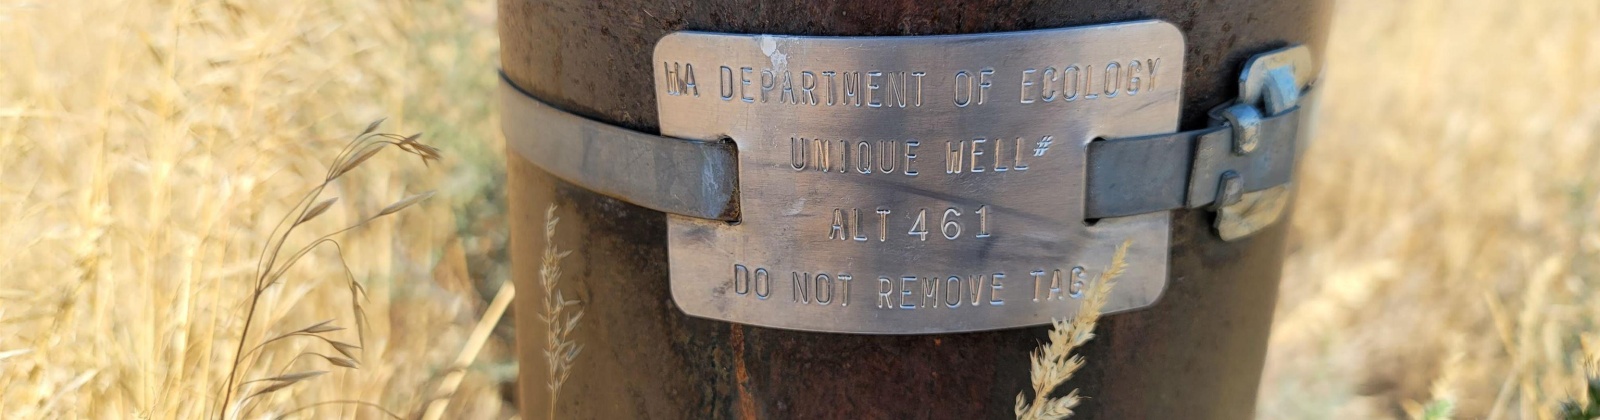 WA DEPARTMENT OF ECOLOGY
UNIQUE WELL#
ALT 461
DO NOT REMOVE TAG